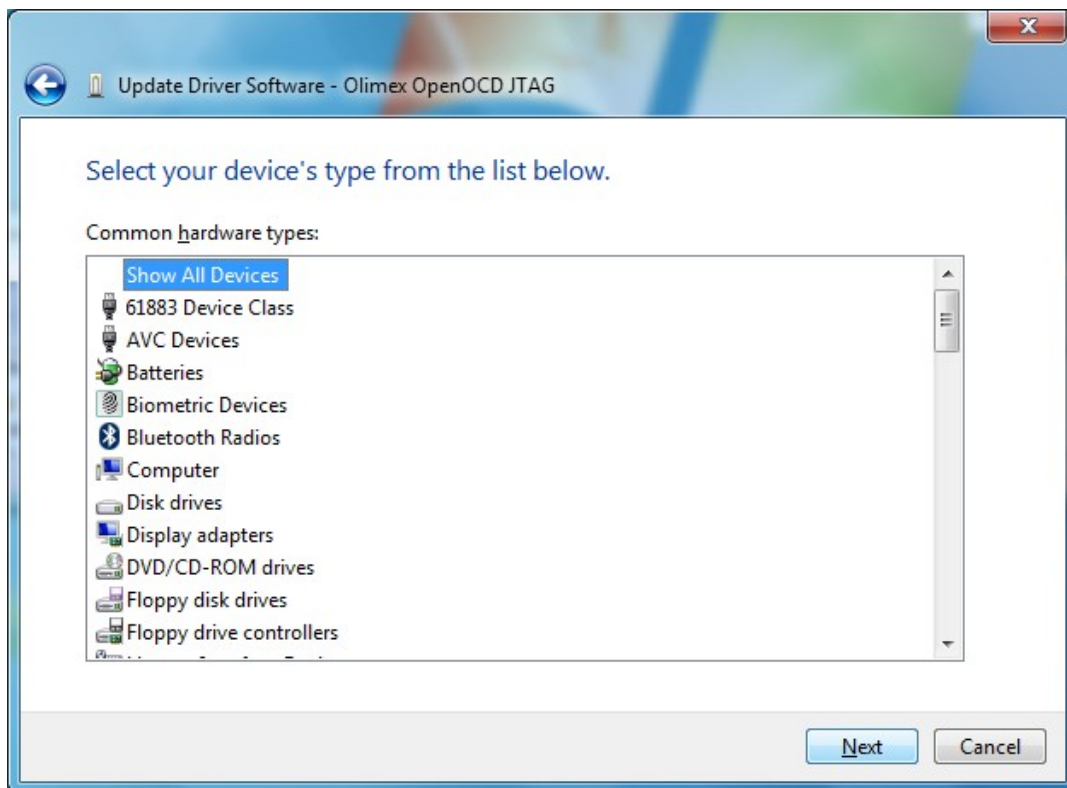 Update Driver Software - Olimex OpenOCD JTAG
Select your device's type from the list below.
Common hardware types:
Show All Devices
61883 Device Class
AVC Devices
Batteries
Biometric Devices
Bluetooth Radios
Computer
Disk drives
Display adapters
DVD/CD-ROM drives
Floppy disk drives
Floppy drive controllers
Next
Cancel